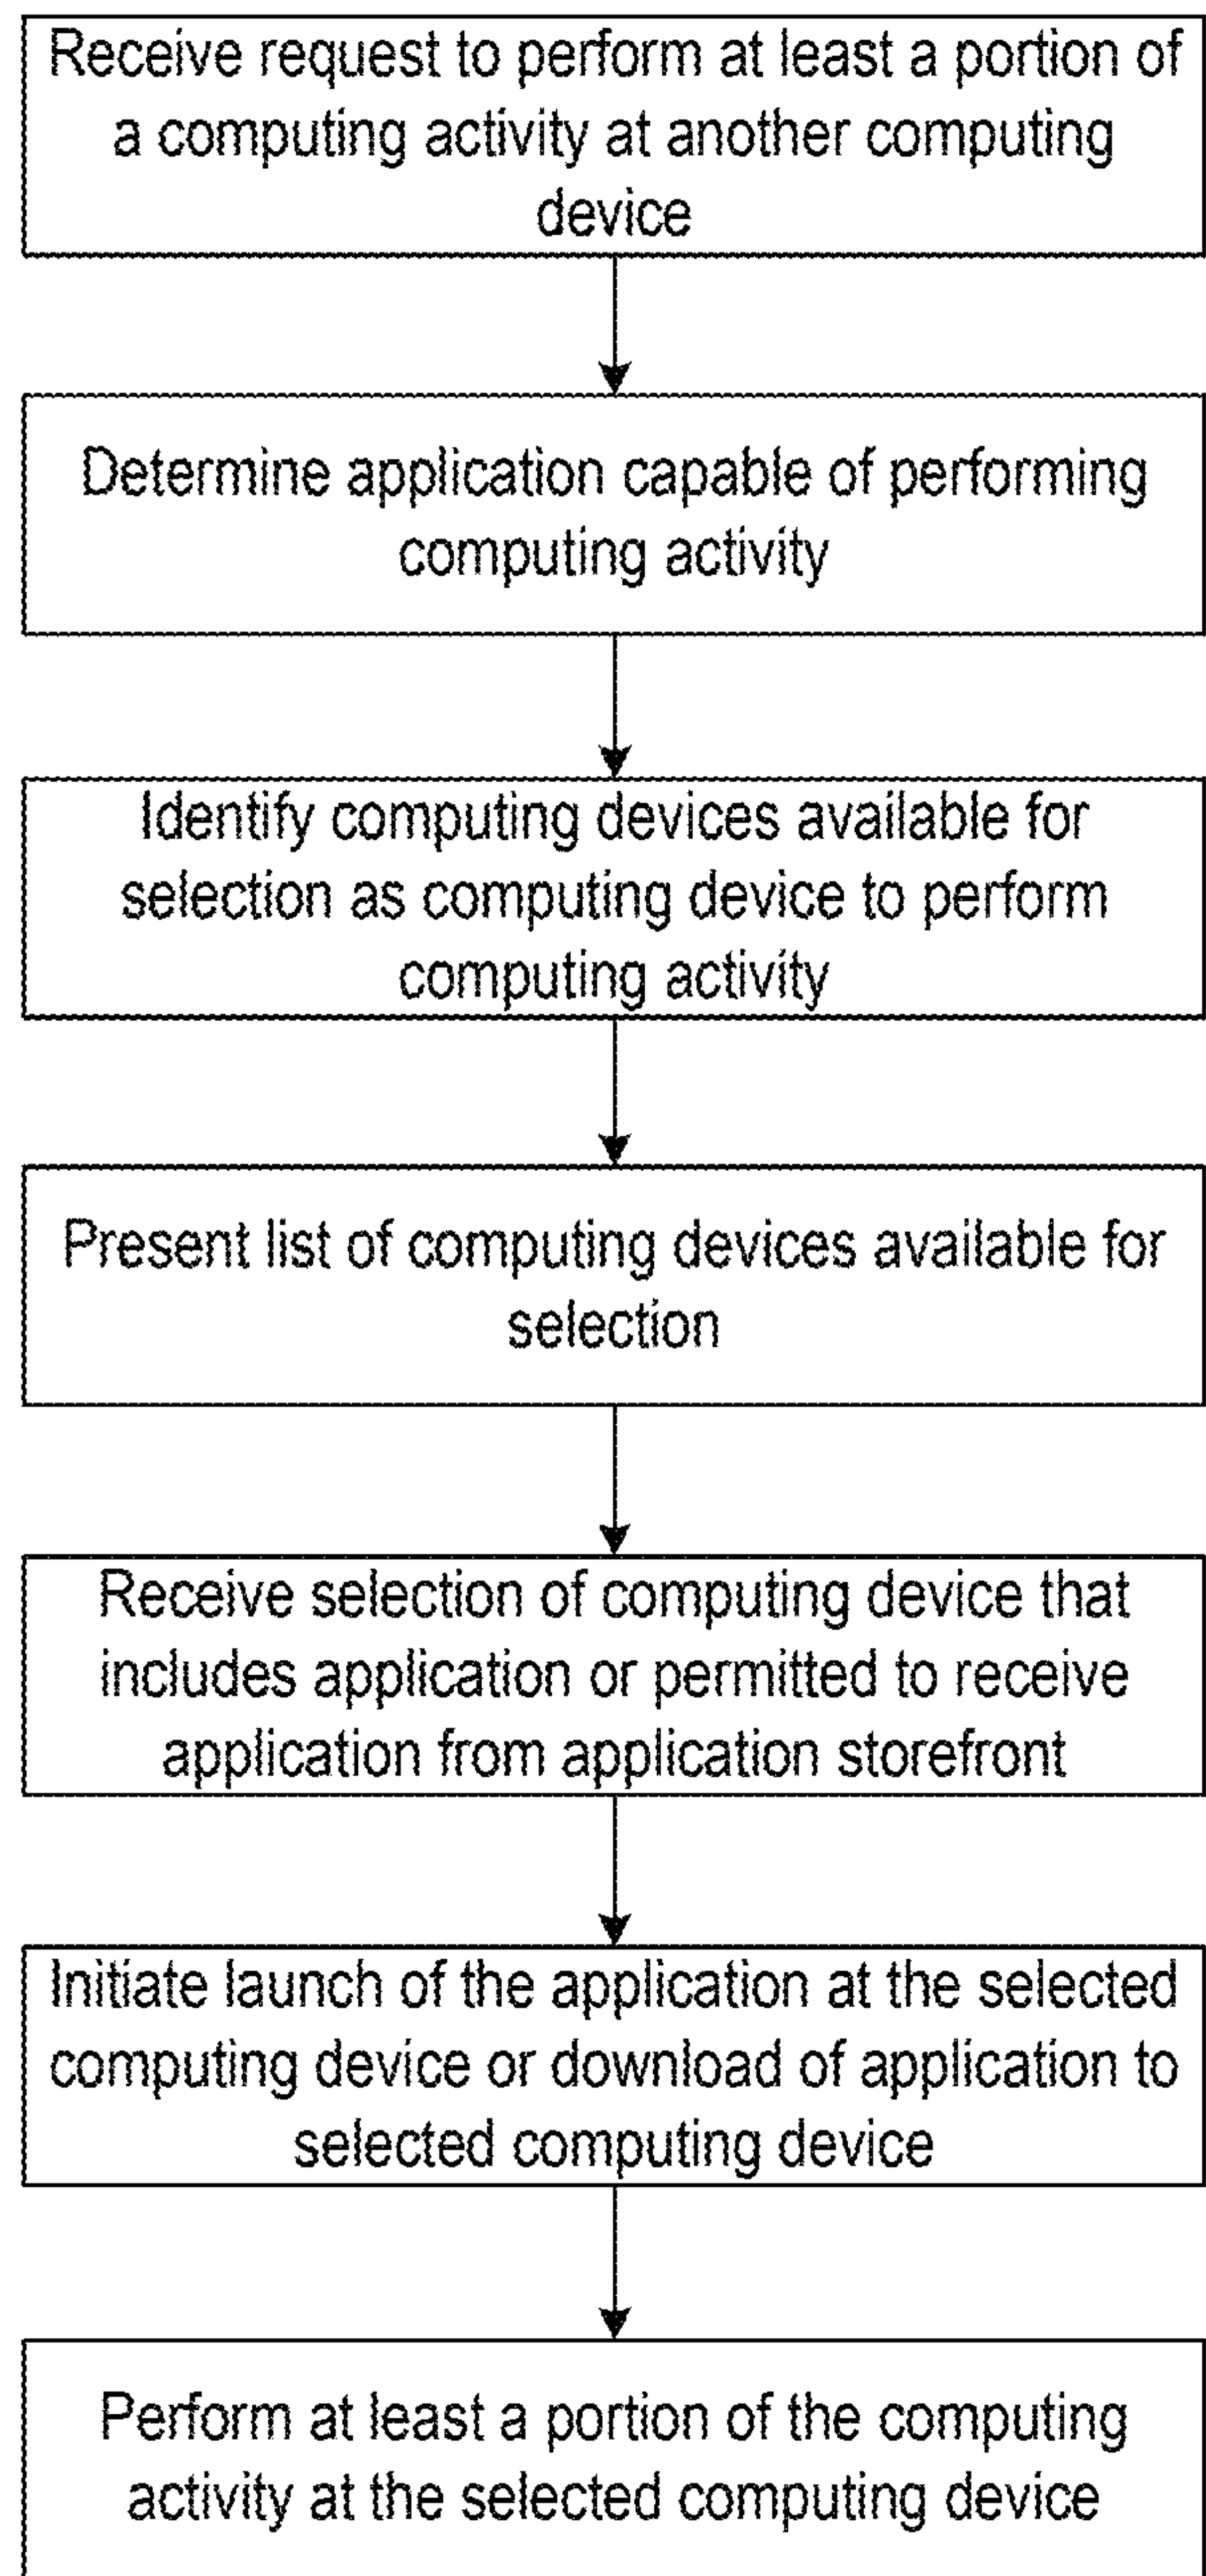 Receive request to perform at least a portion of
a computing activity at another computing
device
Determine application capable of performing
computing activity
Identify computing devices available for
selection as computing device to perform
computing activity
Present list of computing devices available for
selection
Receive selection of computing device that
includes application or permitted to receive
application from application storefront
Initiate launch of the application at the selected
computing device or download of application to
selected computing device
Perform at least a portion of the computing
activity at the selected computing device